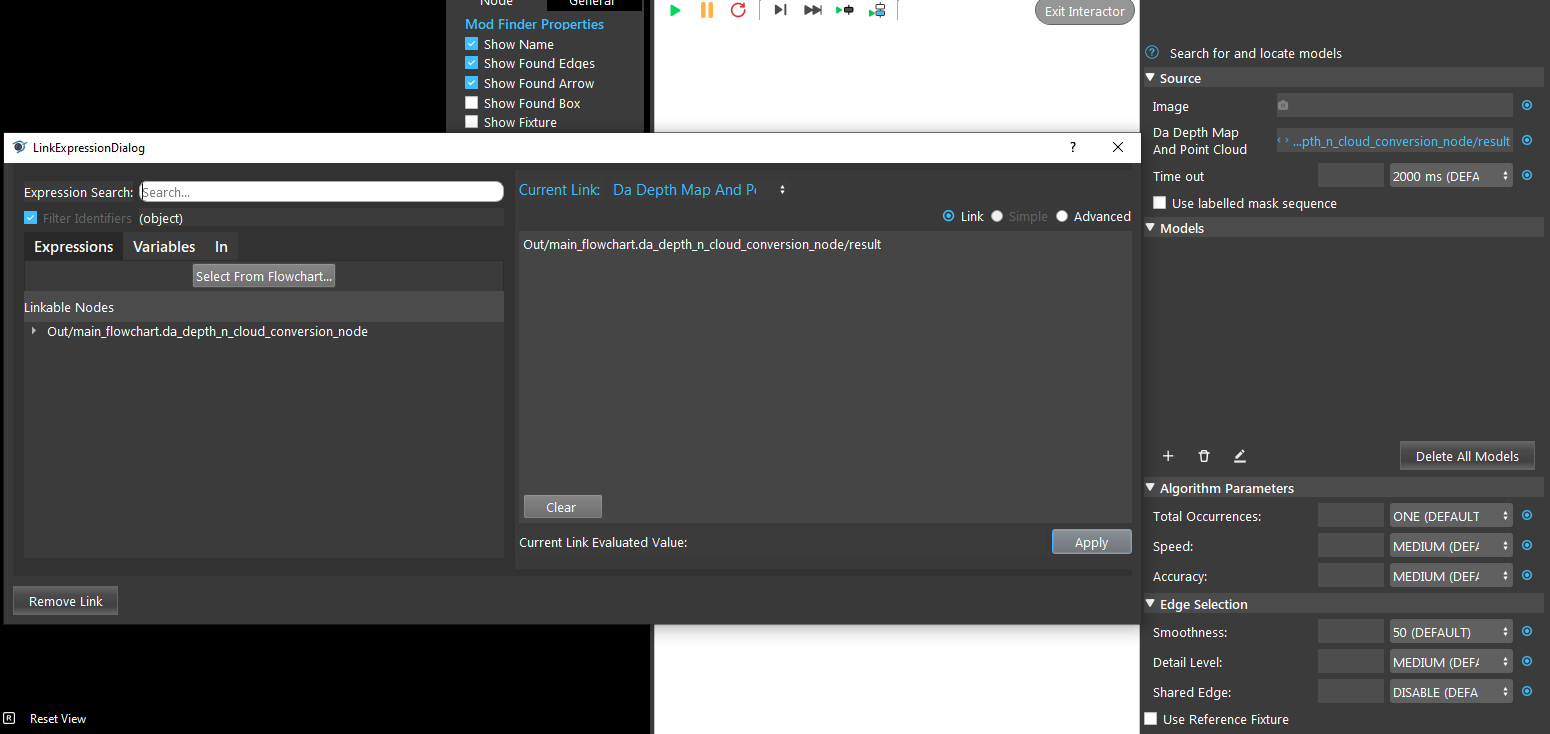 Node
General
Mod Finder Properties
Show Name
Show Found Edges
Show Found Arrow
Show Found Box
Show Fixture
Exit Interactor
LinkExpressionDialog
?
Expression Search:
Search...
Filter Identifiers
(object)
Expressions
Variables
In
Select From Flowchart...
Linkable Nodes
Out/main_flowchart.da_depth_n_cloud_conversion_node
Current Link:
Da Depth Map And P
Link
Simple
Advanced
Out/main_flowchart.da_depth_n_cloud_conversion_node/result
Clear
Current Link Evaluated Value:
Apply
Remove Link
R
Reset View
?
Search for and locate models
Source
Image
Da Depth Map
And Point Cloud
...pth_n_cloud_conversion_node/result
Time out
2000 ms (DEFA
Use labelled mask sequence
Models
Delete All Models
Algorithm Parameters
Total Occurrences:
ONE (DEFAULT
Speed:
MEDIUM (DEFA
Accuracy:
MEDIUM (DEFA
Edge Selection
Smoothness:
50 (DEFAULT)
Detail Level:
MEDIUM (DEFA
Shared Edge:
DISABLE (DEFA
Use Reference Fixture